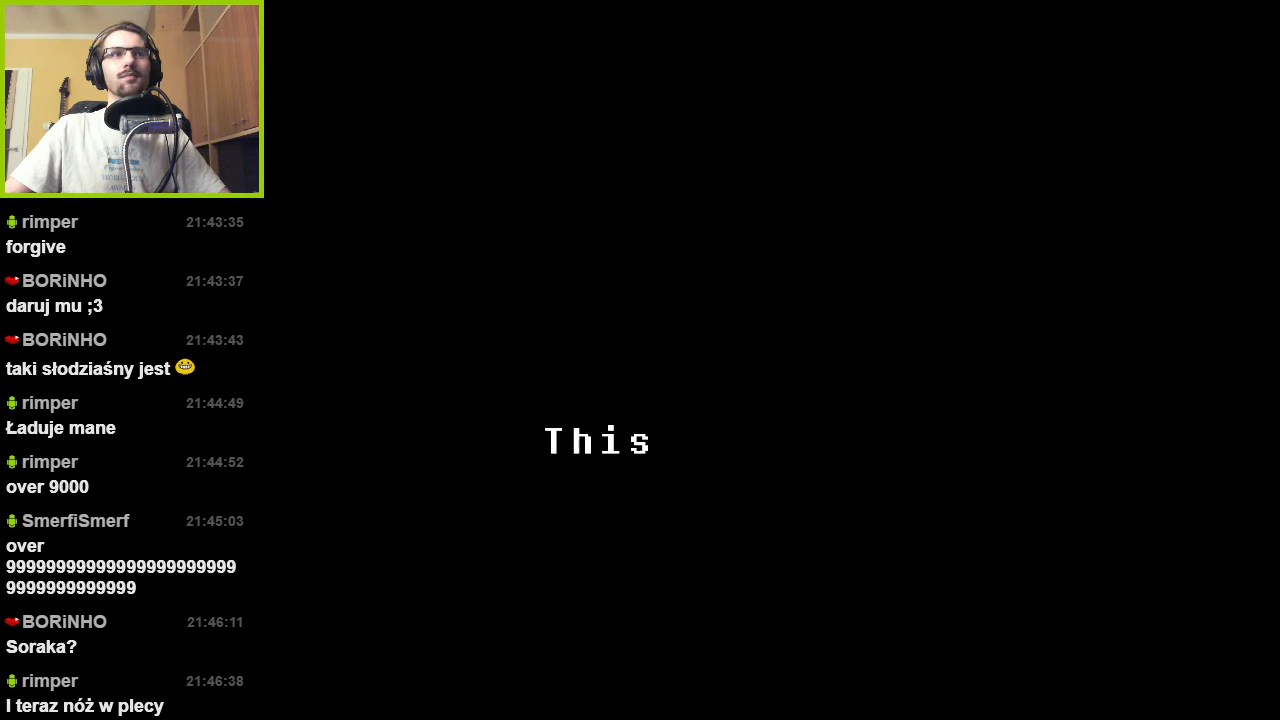 rimper 21:43:35
forgive
BORiNHO 21:43:37
daruj mu ;3
BORiNHO 21:43:43
taki słodziaśny jest
rimper 21:44:49
Ładuje mane
rimper 21:44:52
over 9000
SmerfiSmerf 21:45:03
over
99999999999999999999999
9999999999999
BORiNHO 21:46:11
Soraka?
rimper 21:46:38
I teraz nóż w plecy
This